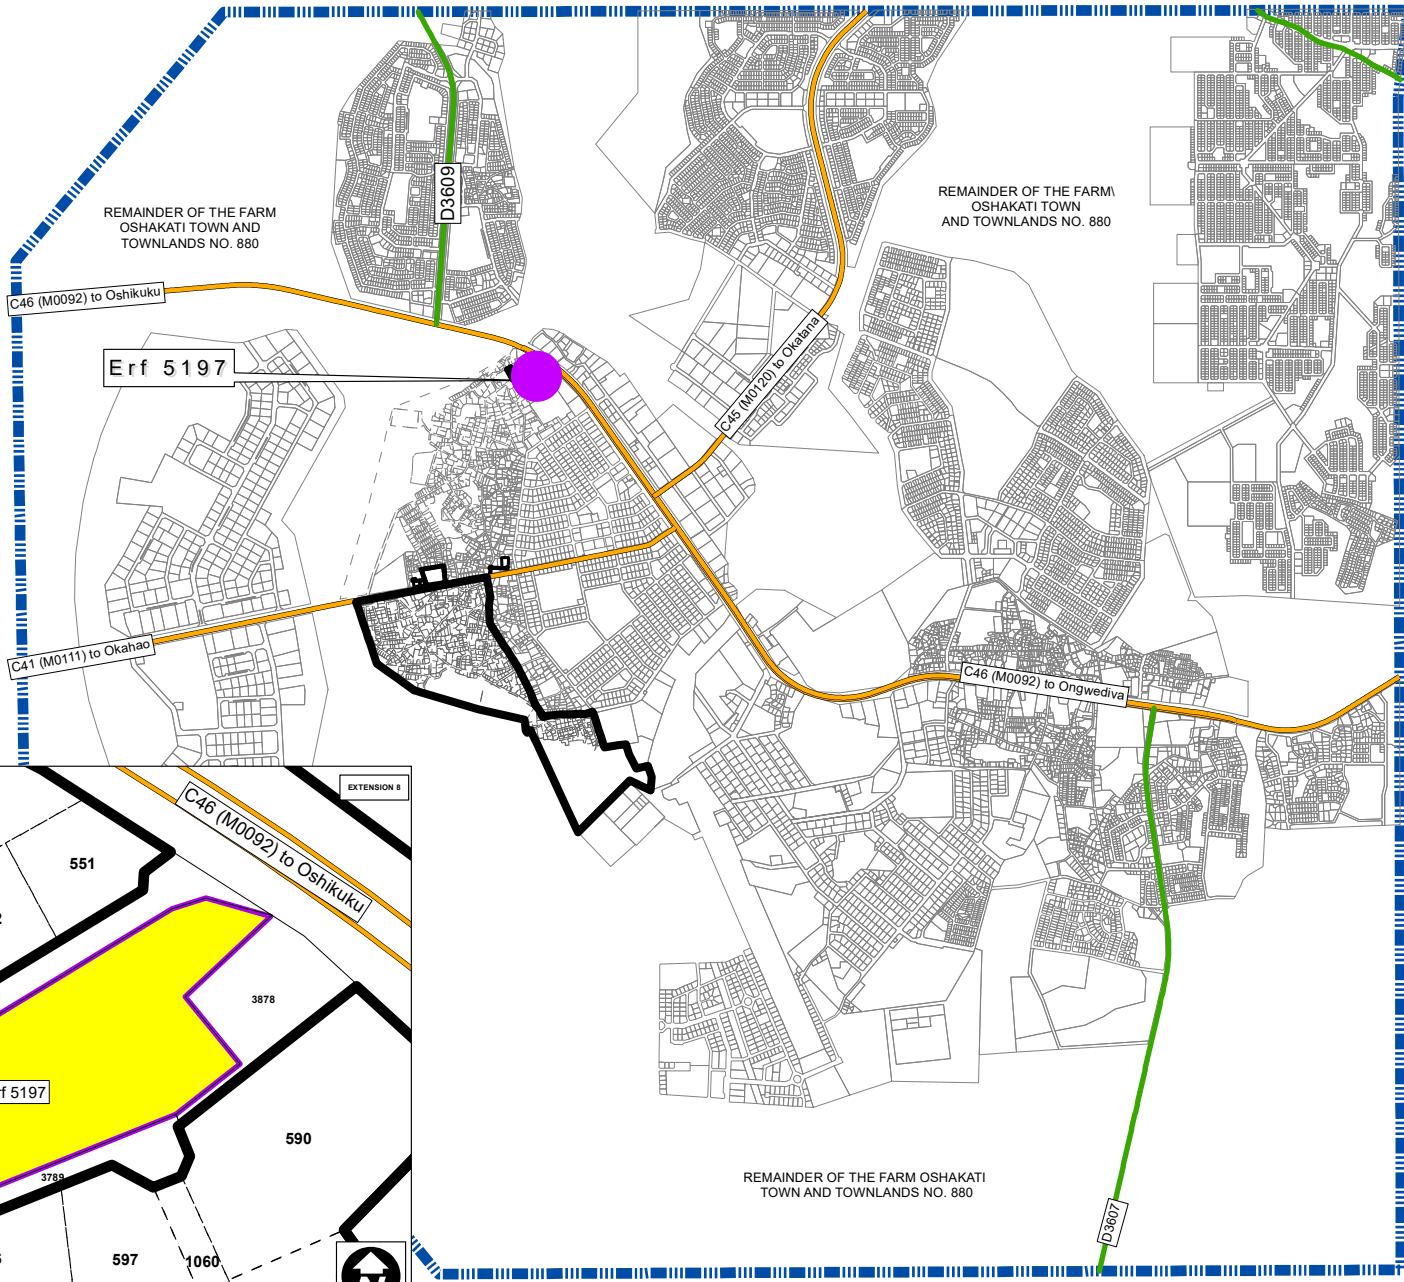 D3609
REMAINDER OF THE FARM
OSHAKATI TOWN AND
TOWNLANDS NO. 880
REMAINDER OF THE FARM\
OSHAKATI TOWN
AND TOWNLANDS NO. 880
C46 (M0092) to Oshikuku
Erf 5197
C45 (M0120) to Okatana
C41 (M0111) to Okahao
C46 (M0092) to Ongwediva
EXTENSION 8
C46 (M0092) to Oshikuku
551
3878
rf 5197
590
3789
597
1060
REMAINDER OF THE FARM OSHAKATI
TOWN AND TOWNLANDS NO. 880
D3607